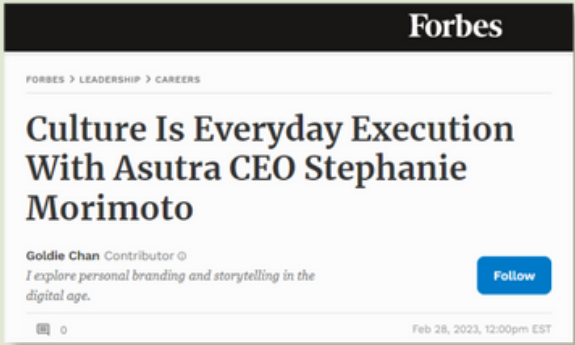 Forbes
FORBES > LEADERSHIP > CAREERS
Culture Is Everyday Execution
With Asutra CEO Stephanie
Morimoto
Goldie Chan Contributor
I explore personal branding and storytelling in the
digital age.
Follow
0
Feb 28, 2023, 12:00pm EST